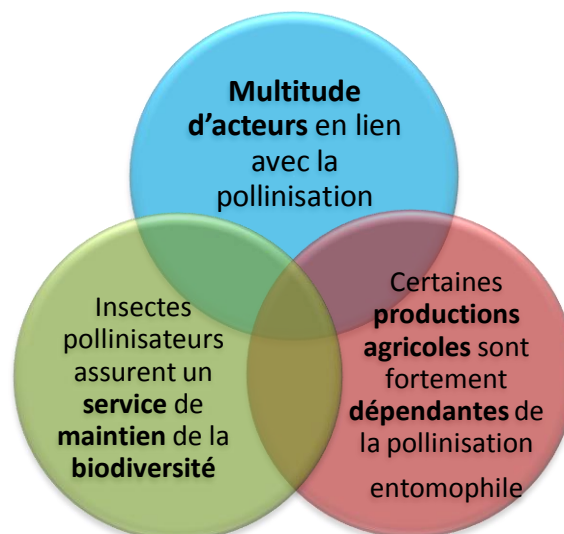 Multitude
d'acteurs en lien
avec la
pollinisation
Insectes
pollinisateurs
assurent un
service de
maintien de la
biodiversité
Certaines
productions
agricoles sont
fortement
dépendantes de
la pollinisation
entomophile